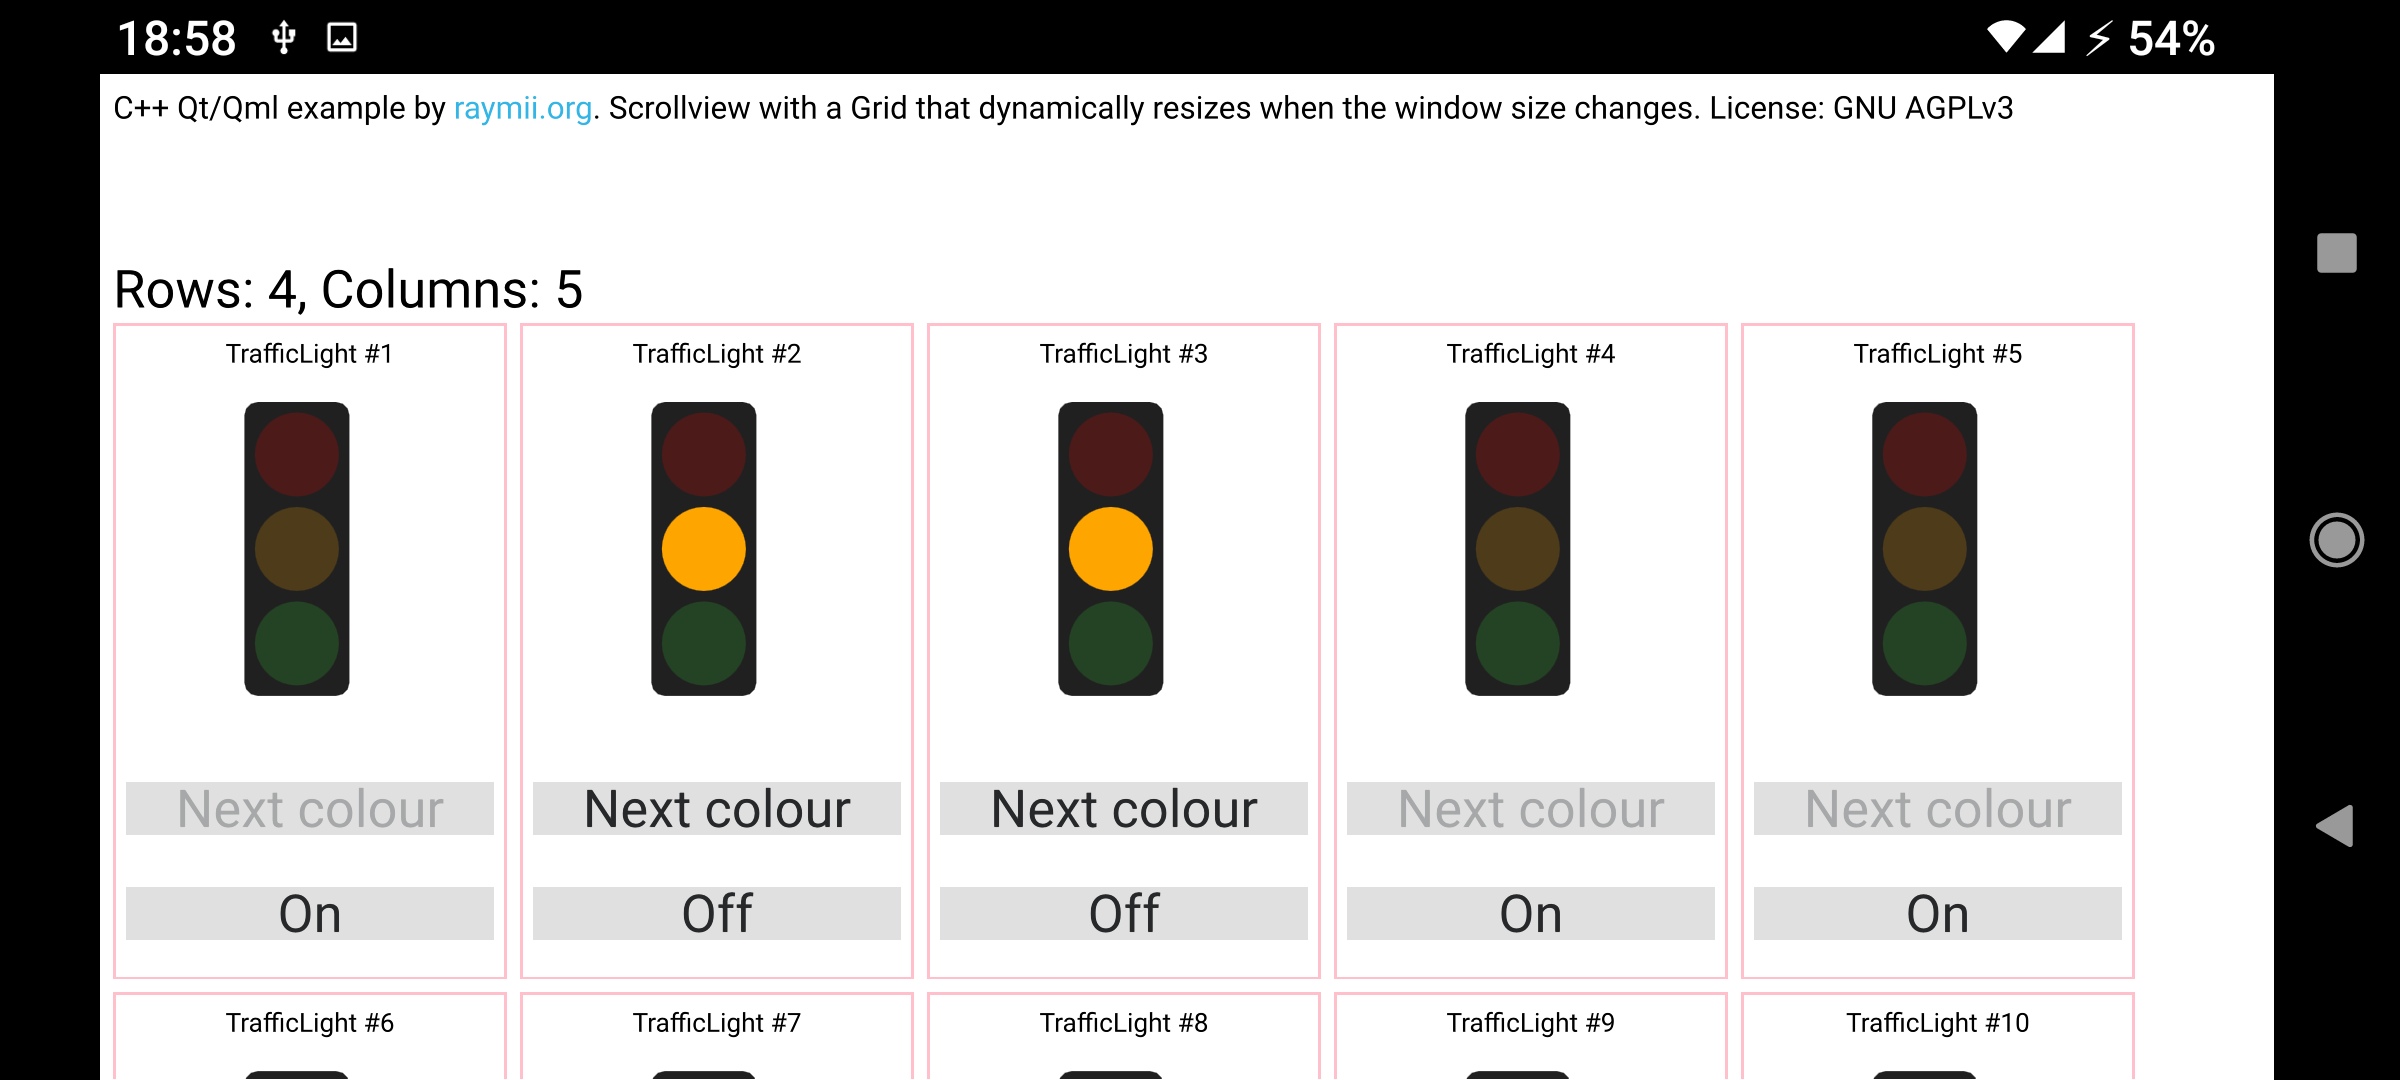 18:58 54%
C++ Qt/Qml example by raymii.org. Scrollview with a Grid that dynamically resizes when the window size changes. License: GNU AGPLv3
Rows: 4, Columns: 5
TrafficLight #1 TrafficLight #2 TrafficLight #3 TrafficLight #4 TrafficLight #5
Next colour Next colour Next colour Next colour Next colour
On Off Off On On
TrafficLight #6 TrafficLight #7 TrafficLight #8 TrafficLight #9 TrafficLight #10